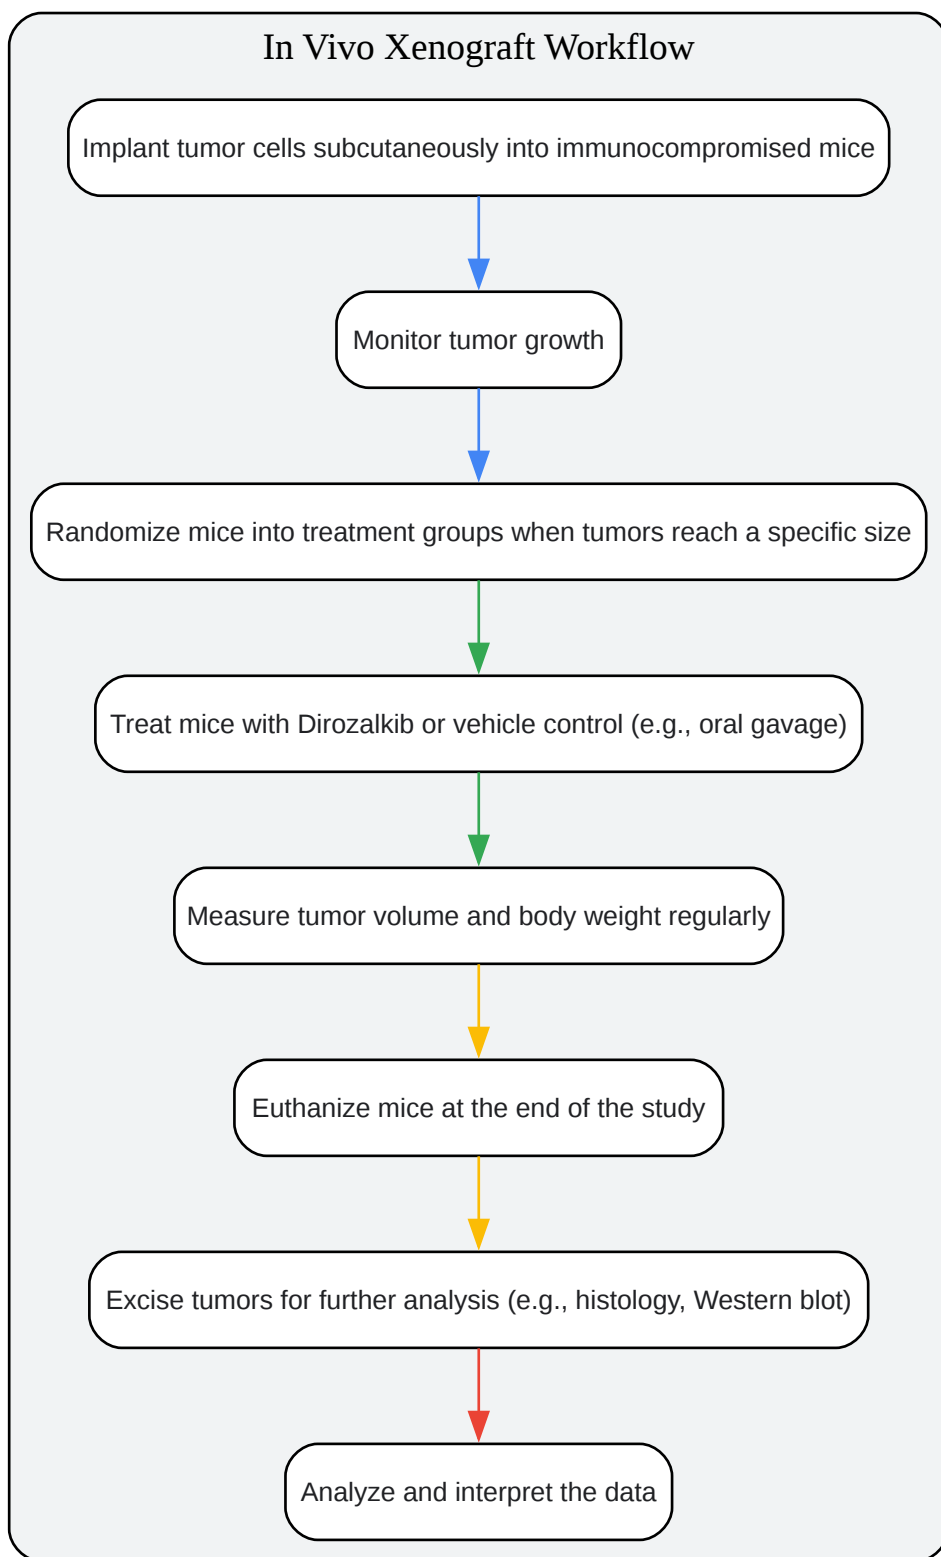 In Vivo Xenograft Workflow
Implant tumor cells subcutaneously into immunocompromised mice
Monitor tumor growth
Randomize mice into treatment groups when tumors reach a specific size
Treat mice with Dirozalkib or vehicle control (e.g., oral gavage)
Measure tumor volume and body weight regularly
Euthanize mice at the end of the study
Excise tumors for further analysis (e.g., histology, Western blot)
Analyze and interpret the data